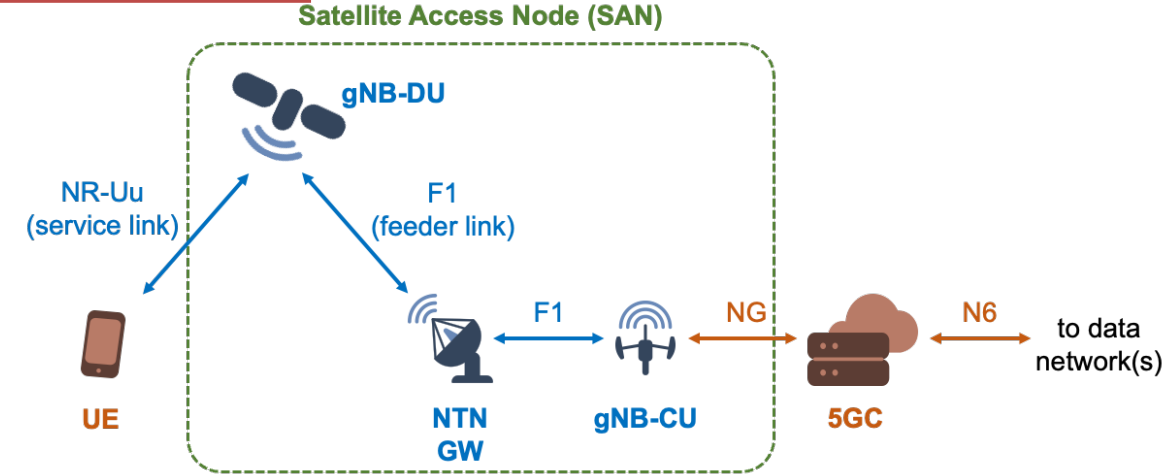 Satellite Access Node (SAN)
gNB-DU
NR-Uu
(service link)
F1
(feeder link)
F1
NG
N6
to data
network(s)
UE
NTN
GW
gNB-CU
5GC